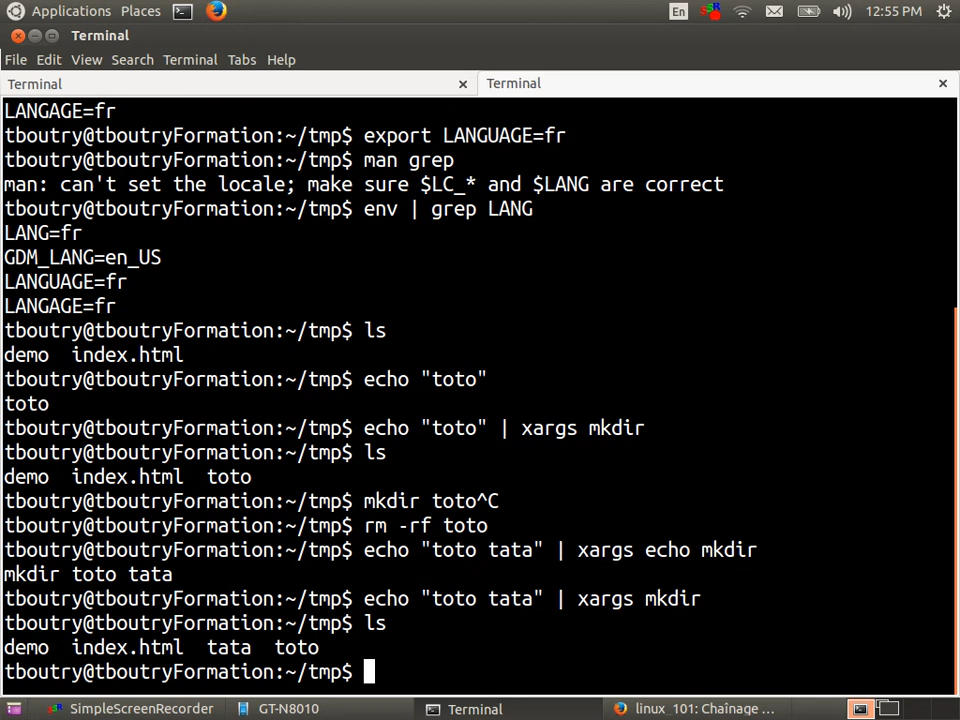 Applications Places En 12:55 PM
Terminal
File Edit View Search Terminal Tabs Help
Terminal Terminal
LANGAGE=fr
tboutry@tboutryFormation:~/tmp$ export LANGUAGE=fr
tboutry@tboutryFormation:~/tmp$ man grep
man: can't set the locale; make sure $LC_* and $LANG are correct
tboutry@tboutryFormation:~/tmp$ env | grep LANG
LANG=fr
GDM_LANG=en_US
LANGUAGE=fr
LANGAGE=fr
tboutry@tboutryFormation:~/tmp$ ls
demo  index.html
tboutry@tboutryFormation:~/tmp$ echo "toto"
toto
tboutry@tboutryFormation:~/tmp$ echo "toto" | xargs mkdir
tboutry@tboutryFormation:~/tmp$ ls
demo  index.html  toto
tboutry@tboutryFormation:~/tmp$ mkdir toto^C
tboutry@tboutryFormation:~/tmp$ rm -rf toto
tboutry@tboutryFormation:~/tmp$ echo "toto tata" | xargs echo mkdir
mkdir toto tata
tboutry@tboutryFormation:~/tmp$ echo "toto tata" | xargs mkdir
tboutry@tboutryFormation:~/tmp$ ls
demo  index.html  tata  toto
tboutry@tboutryFormation:~/tmp$
SimpleScreenRecorder GT-N8010 Terminal linux_101: Chaînage ...